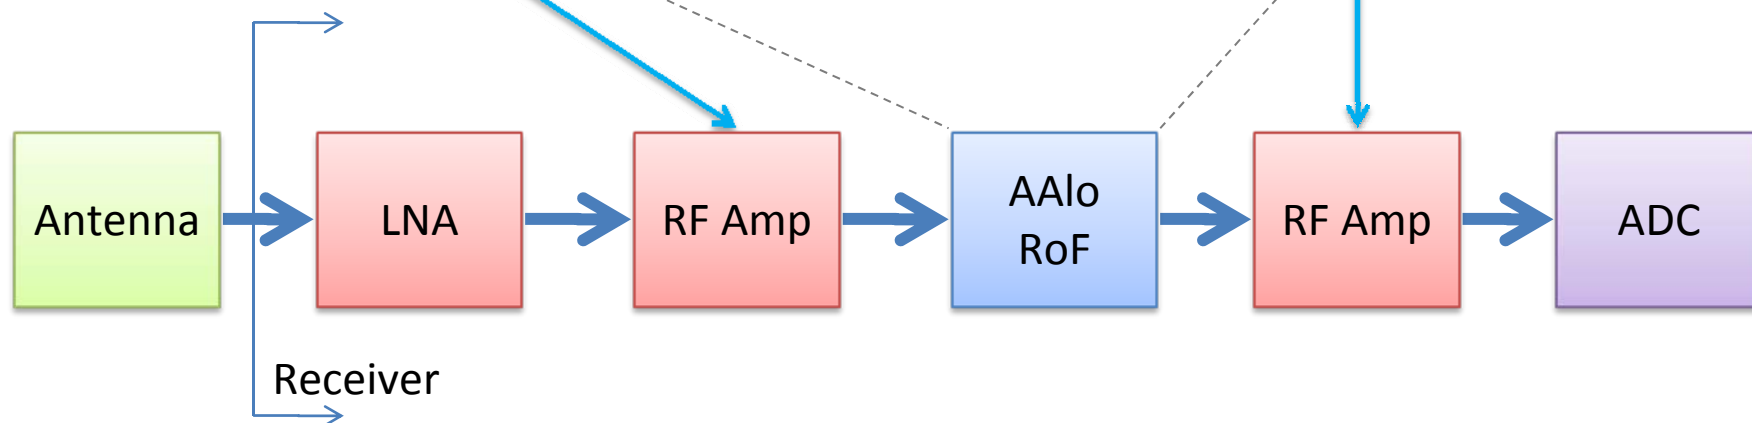 Antenna
LNA
RF Amp
AAlo
RoF
RF Amp
ADC
Receiver